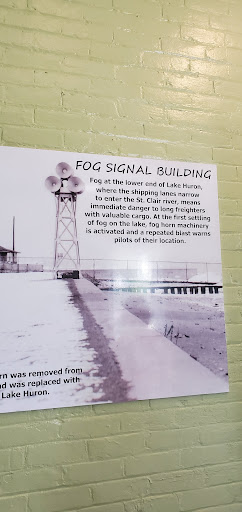 FOG SIGNAL BUILDING
Fog at the lower end of Lake Huron,
where the shipping lanes narrow
to enter the St. Clair river, means
immediate danger to long freighters
with valuable cargo. At the first settling
of fog on the lake, fog horn machinery
is activated and a repeated blast warns
pilots of their location.
rn was removed from
nd was replaced with
Lake Huron.